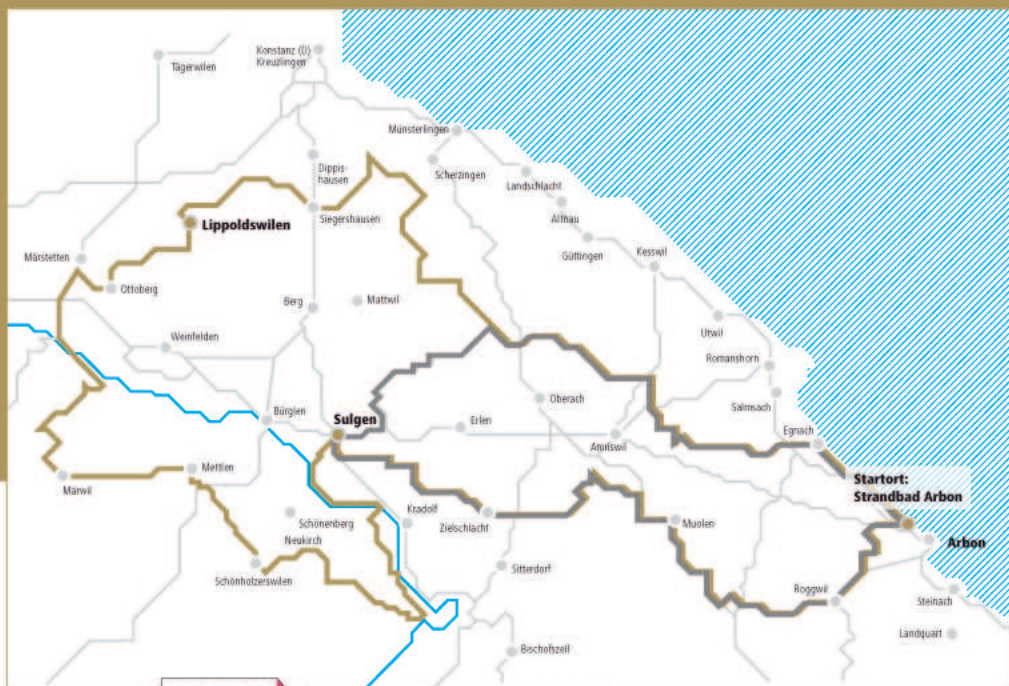 Konstanz (D)
Kreuzlingen
Tägerwilen
Münsterlingen
Dippis-
hausen
Scherzingen
Landschlacht
Siegershausen
Altnau
Lippoldswilen
Güttingen
Kesswil
Märstetten
Ottoberg
Berg
Mattwil
Utwil
Weinfelden
Romanshorn
Oberach
Salmsach
Bürglen
Sulgen
Erlen
Amriswil
Egnach
Mettlen
Märwil
Startort:
Strandbad Arbon
Schönenberg
Kradolf
Zielschlacht
Muolen
Neukirch
Arbon
Sitterdorf
Schönholzerswilen
Roggwil
Steinach
Landquart
Bischofszell